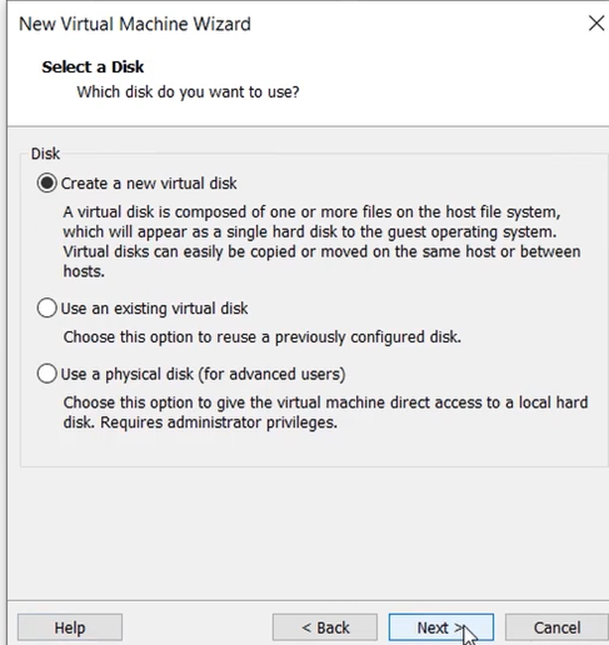 New Virtual Machine Wizard
Select a Disk
Which disk do you want to use?
Disk
Create a new virtual disk
A virtual disk is composed of one or more files on the host file system,
which will appear as a single hard disk to the guest operating system.
Virtual disks can easily be copied or moved on the same host or between
hosts.
Use an existing virtual disk
Choose this option to reuse a previously configured disk.
Use a physical disk (for advanced users)
Choose this option to give the virtual machine direct access to a local hard
disk. Requires administrator privileges.
Help
< Back
Next >
Cancel